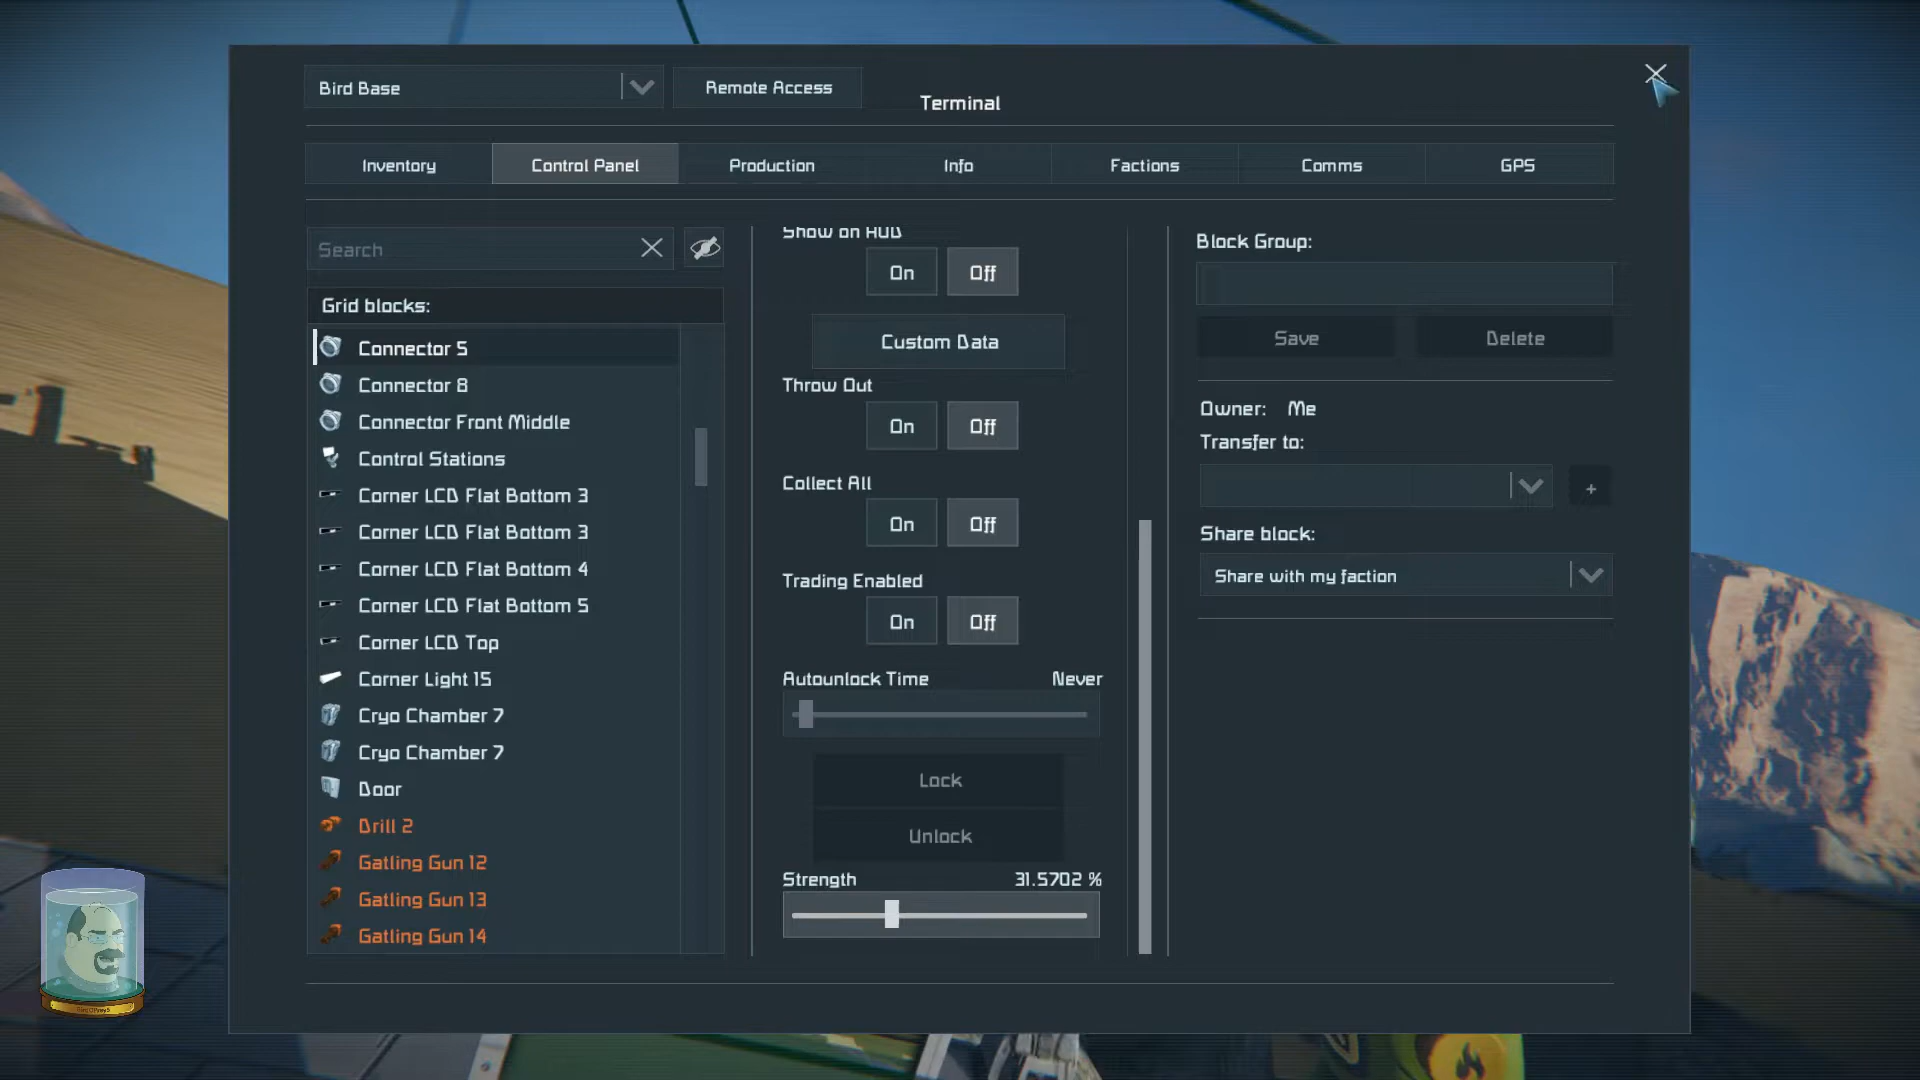 Bird Base
Remote Access
Terminal
Inventory
Control Panel
Production
Info
Factions
Comms
GPS
Search
Grid blocks:
Connector 5
Connector 8
Connector Front Middle
Control Stations
Corner LCD Flat Bottom 3
Corner LCD Flat Bottom 3
Corner LCD Flat Bottom 4
Corner LCD Flat Bottom 5
Corner LCD Top
Corner Light 15
Cryo Chamber 7
Cryo Chamber 7
Door
Drill 2
Gatling Gun 12
Gatling Gun 13
Gatling Gun 14
Show on HUD
On Off
Custom Data
Throw Out
On Off
Collect All
On Off
Trading Enabled
On Off
Autounlock Time Never
Lock
Unlock
Strength 31.5702 %
Block Group:
Save Delete
Owner: Me
Transfer to:
+
Share block:
Share with my faction